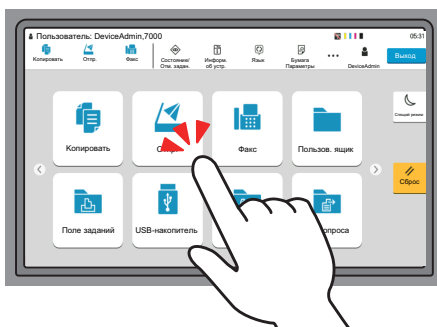 Пользователь: DeviceAdmin,7000
05:31
Копировать
Отпр.
Факс
Состояние/
Отм. задан.
Информ.
об устр.
Язык
Бумага
Параметры
DeviceAdmin
Выход
Копировать
Факс
Пользов. ящик
Спящий режим
Сброс
Поле заданий
USB-накопитель